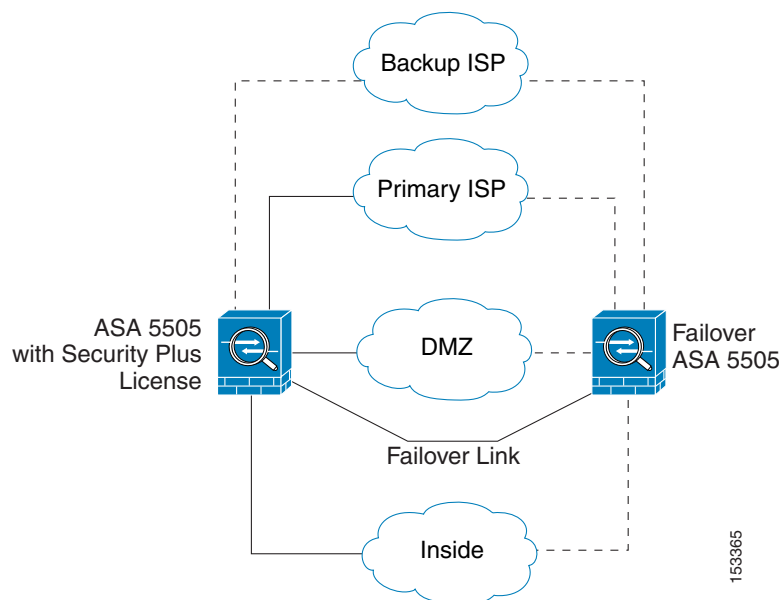 Backup ISP
Primary ISP
ASA 5505
with Security Plus
License
DMZ
Failover
ASA 5505
Failover Link
Inside
153365